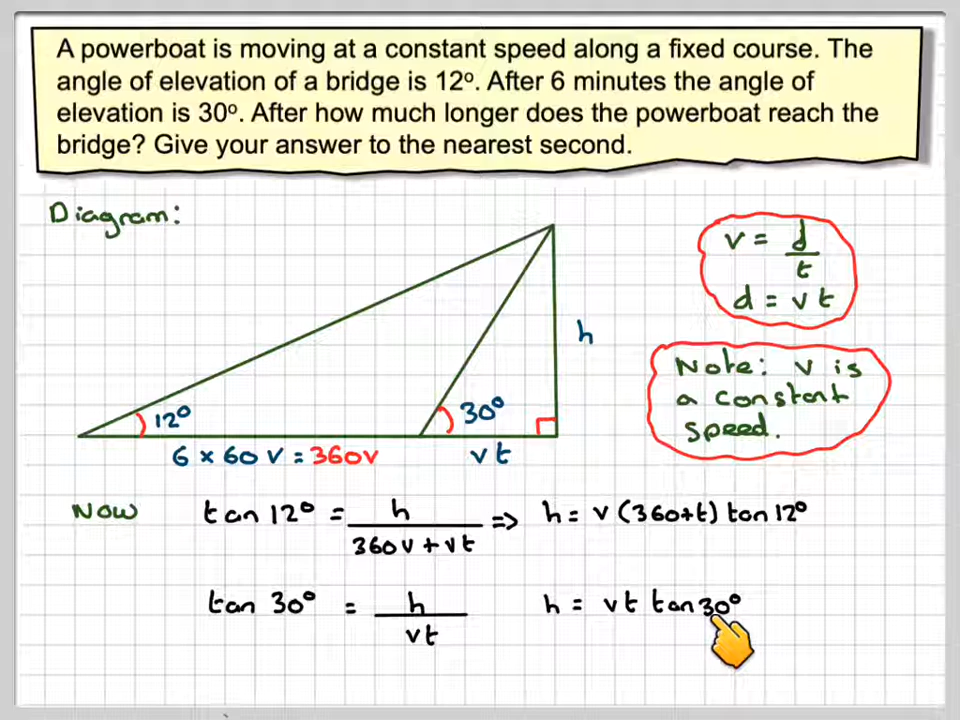 A powerboat is moving at a constant speed along a fixed course. The
angle of elevation of a bridge is 12°. After 6 minutes the angle of
elevation is 30°. After how much longer does the powerboat reach the
bridge? Give your answer to the nearest second.
Diagram:
v = d/t
d = vt
h
Note: v is
a constant
speed.
12°
30°
6 × 60 v = 360v
vt
Now tan 12° = h/(360v + vt) => h = v(360+t) tan 12°
tan 30° = h/vt h = vt tan 30°